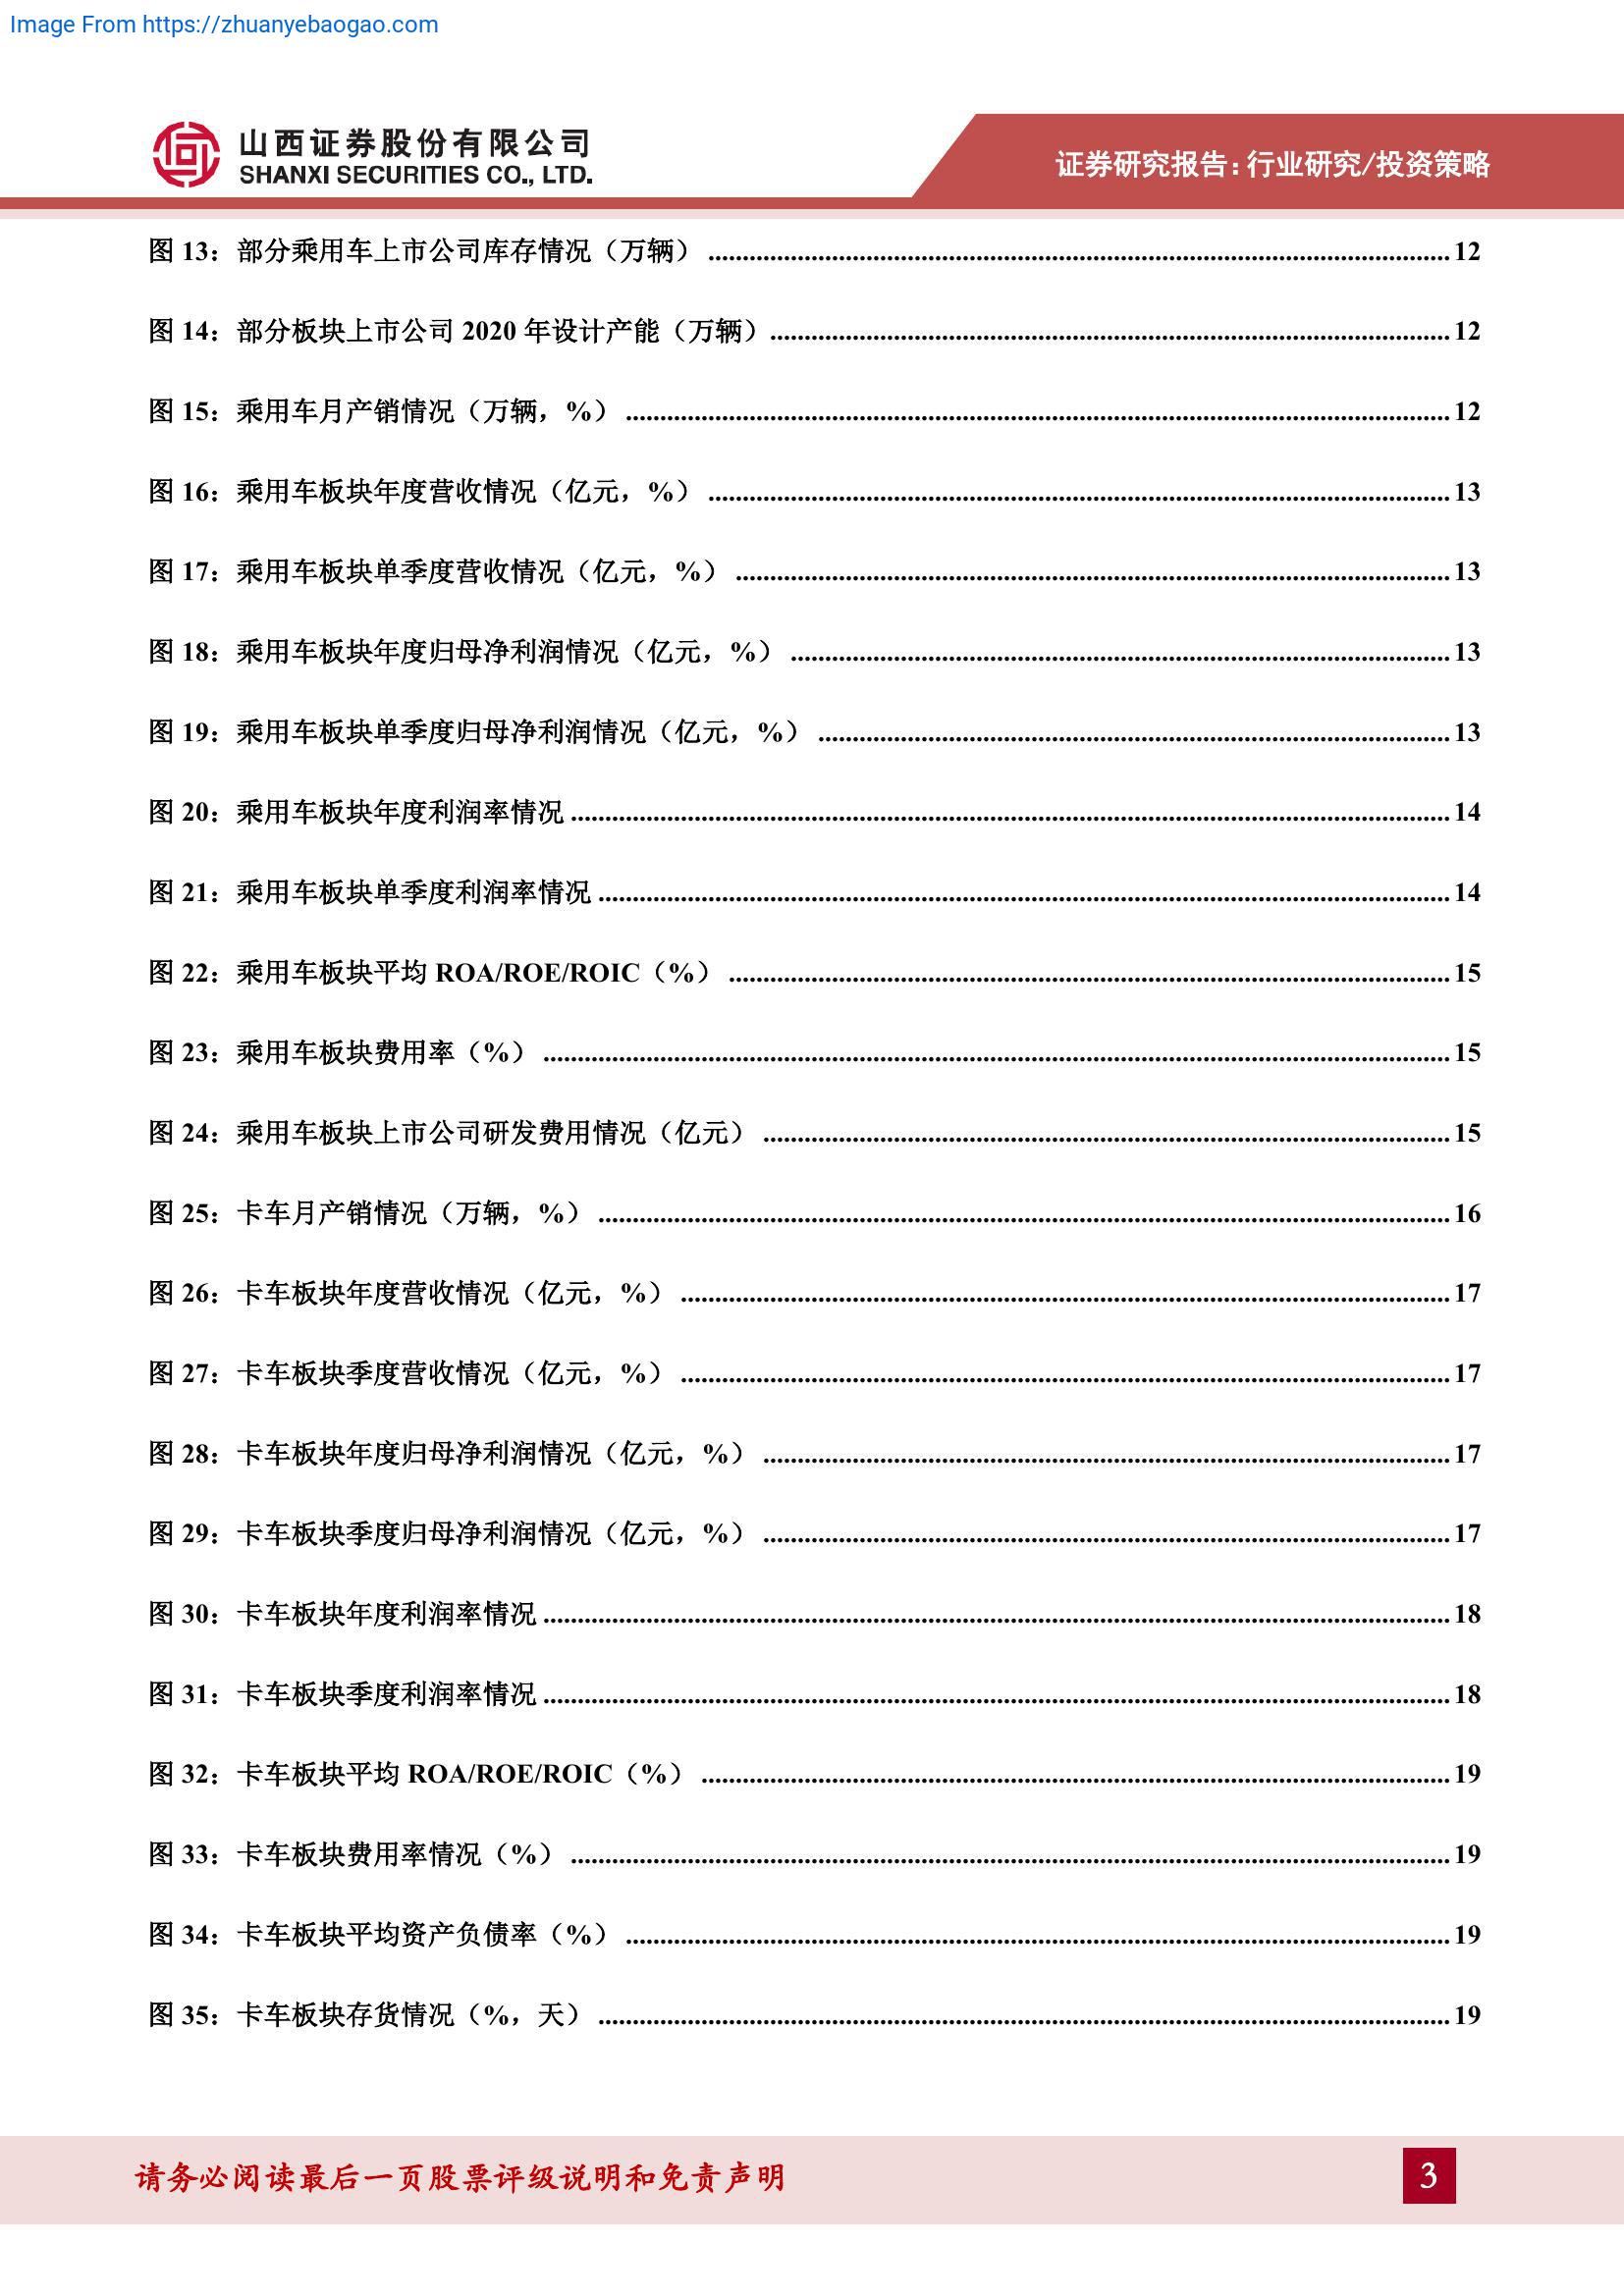 Image From https://zhuanyebaogao.com
山西证券股份有限公司
SHANXI SECURITIES CO., LTD.
证券研究报告：行业研究/投资策略
图 13：部分乘用车上市公司库存情况（万辆）12
图 14：部分板块上市公司 2020 年设计产能（万辆）12
图 15：乘用车月产销情况（万辆，%）12
图 16：乘用车板块年度营收情况（亿元，%）13
图 17：乘用车板块单季度营收情况（亿元，%）13
图 18：乘用车板块年度归母净利润情况（亿元，%）13
图 19：乘用车板块单季度归母净利润情况（亿元，%）13
图 20：乘用车板块年度利润率情况14
图 21：乘用车板块单季度利润率情况14
图 22：乘用车板块平均 ROA/ROE/ROIC（%）15
图 23：乘用车板块费用率（%）15
图 24：乘用车板块上市公司研发费用情况（亿元）15
图 25：卡车月产销情况（万辆，%）16
图 26：卡车板块年度营收情况（亿元，%）17
图 27：卡车板块季度营收情况（亿元，%）17
图 28：卡车板块年度归母净利润情况（亿元，%）17
图 29：卡车板块季度归母净利润情况（亿元，%）17
图 30：卡车板块年度利润率情况18
图 31：卡车板块季度利润率情况18
图 32：卡车板块平均 ROA/ROE/ROIC（%）19
图 33：卡车板块费用率情况（%）19
图 34：卡车板块平均资产负债率（%）19
图 35：卡车板块存货情况（%，天）19
请务必阅读最后一页股票评级说明和免责声明
3